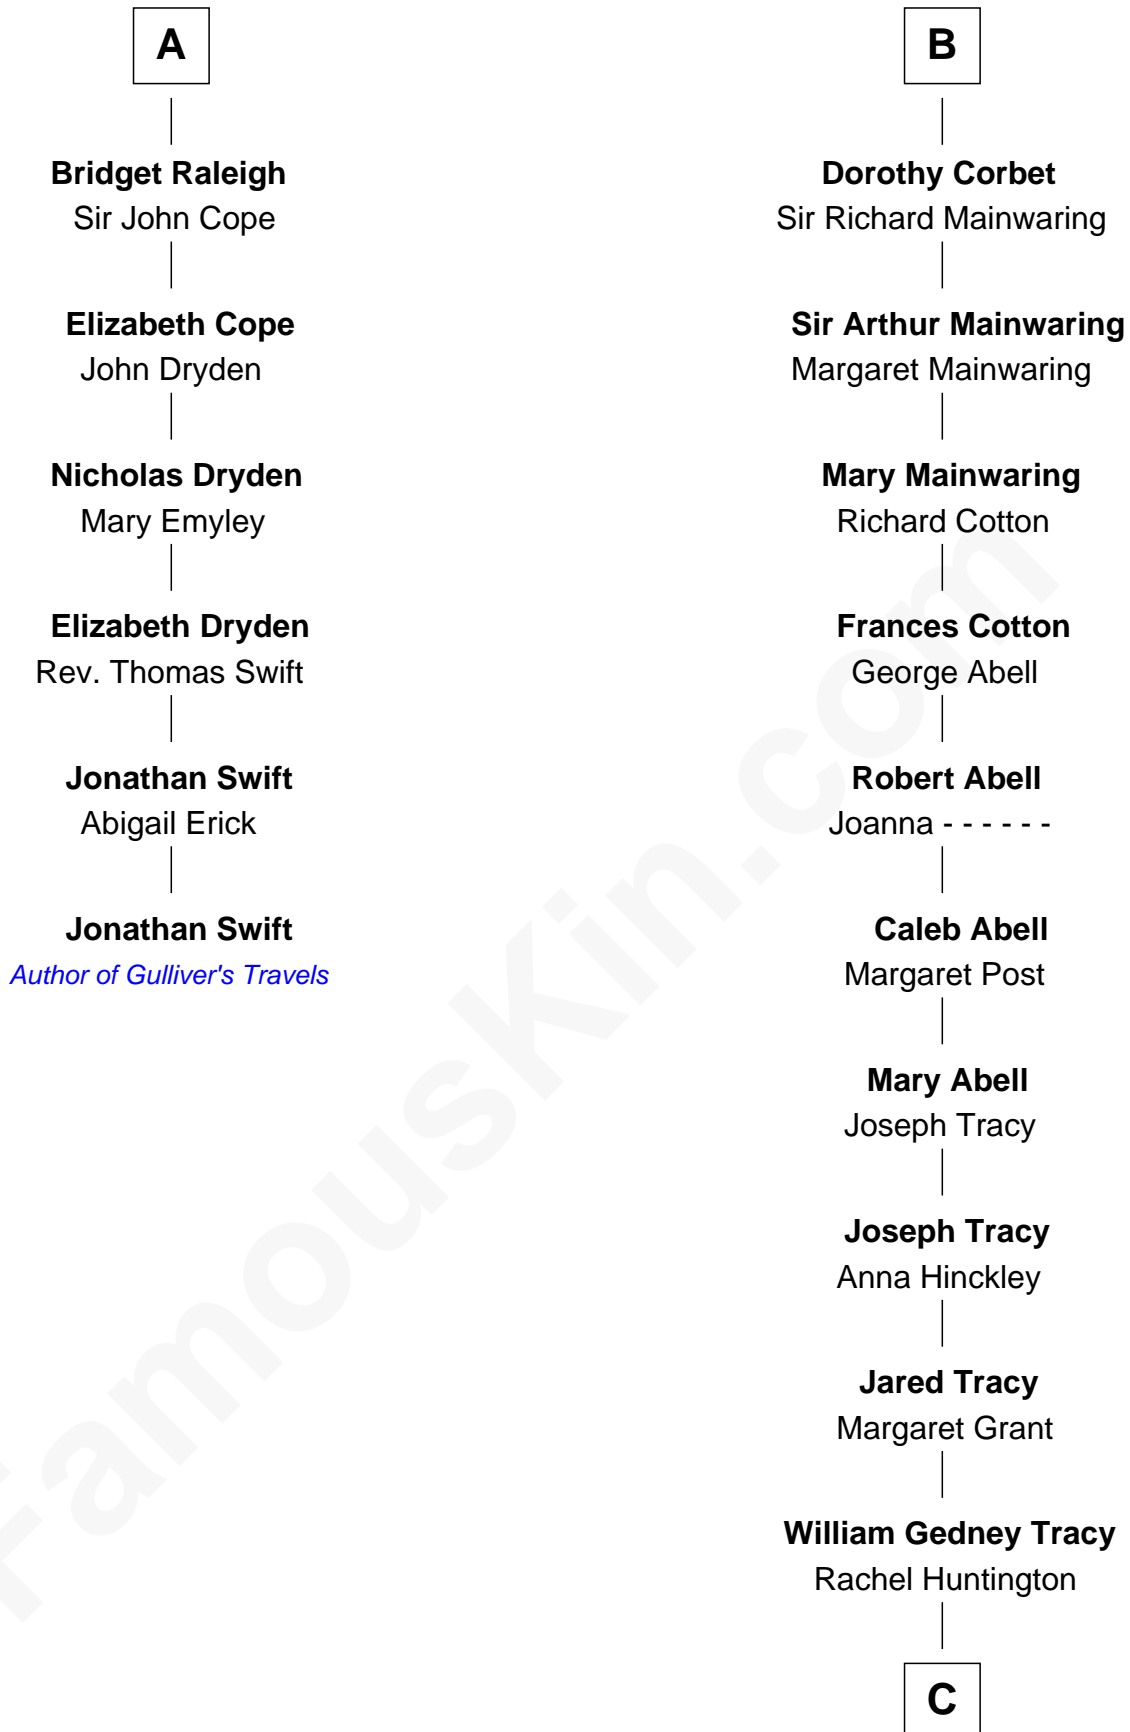 A
Bridget Raleigh
Sir John Cope
Elizabeth Cope
John Dryden
Nicholas Dryden
Mary Emyley
Elizabeth Dryden
Rev. Thomas Swift
Jonathan Swift
Abigail Erick
Jonathan Swift
Author of Gulliver's Travels
B
Dorothy Corbet
Sir Richard Mainwaring
Sir Arthur Mainwaring
Margaret Mainwaring
Mary Mainwaring
Richard Cotton
Frances Cotton
George Abell
Robert Abell
Joanna - - - - - -
Caleb Abell
Margaret Post
Mary Abell
Joseph Tracy
Joseph Tracy
Anna Hinckley
Jared Tracy
Margaret Grant
William Gedney Tracy
Rachel Huntington
C
FamousKin.com